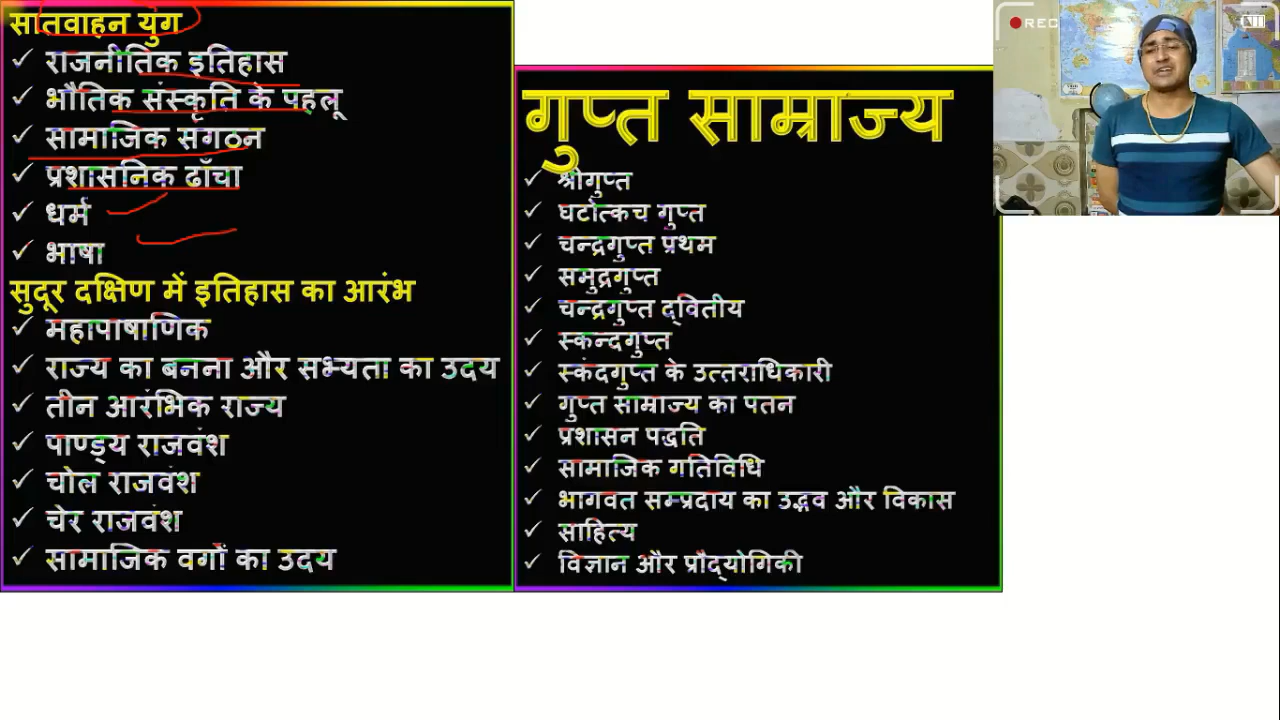 सातवाहन युग
राजनीतिक इतिहास
भौतिक संस्कृति के पहलू
सामाजिक संगठन
प्रशासनिक ढाँचा
धर्म
भाषा
सुदूर दक्षिण में इतिहास का आरंभ
महापाषाणिक
राज्य का बनना और सभ्यता का उदय
तीन आरंभिक राज्य
पाण्ड्य राजवंश
चोल राजवंश
चेर राजवंश
सामाजिक वर्गों का उदय
गुप्त साम्राज्य
श्रीगुप्त
घटोत्कच गुप्त
चन्द्रगुप्त प्रथम
समुद्रगुप्त
चन्द्रगुप्त द्वितीय
स्कन्दगुप्त
स्कंदगुप्त के उत्तराधिकारी
गुप्त साम्राज्य का पतन
प्रशासन पद्धति
सामाजिक गतिविधि
भागवत सम्प्रदाय का उद्भव और विकास
साहित्य
विज्ञान और प्रौद्योगिकी
REC